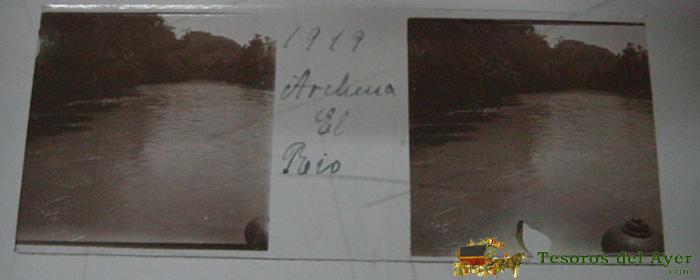 1919
Archena
El
Rio
Tesoros del Ayer
.com